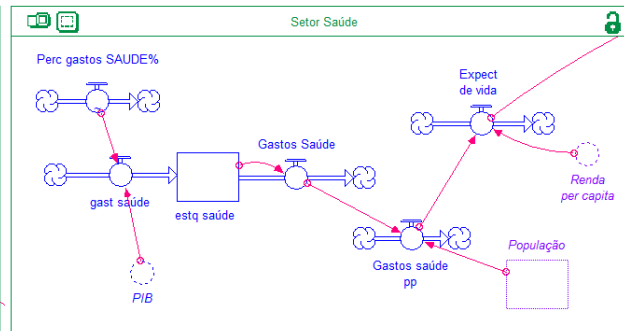 Setor Saúde
Perc gastos SAUDE%
Expect
de vida
Gastos Saúde
gast saúde
estq saúde
Renda
per capita
População
Gastos saúde
pp
PIB